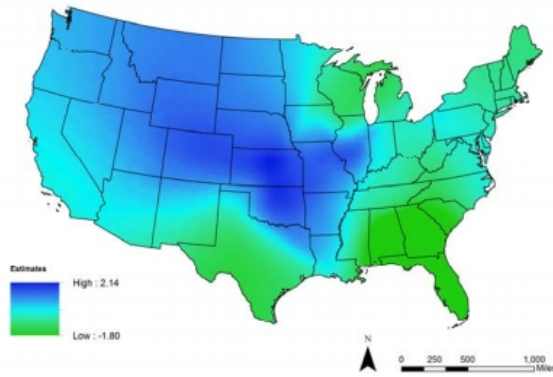 Estimates
High : 2.14
Low : -1.80
N
0 250 500 1,000
Miles